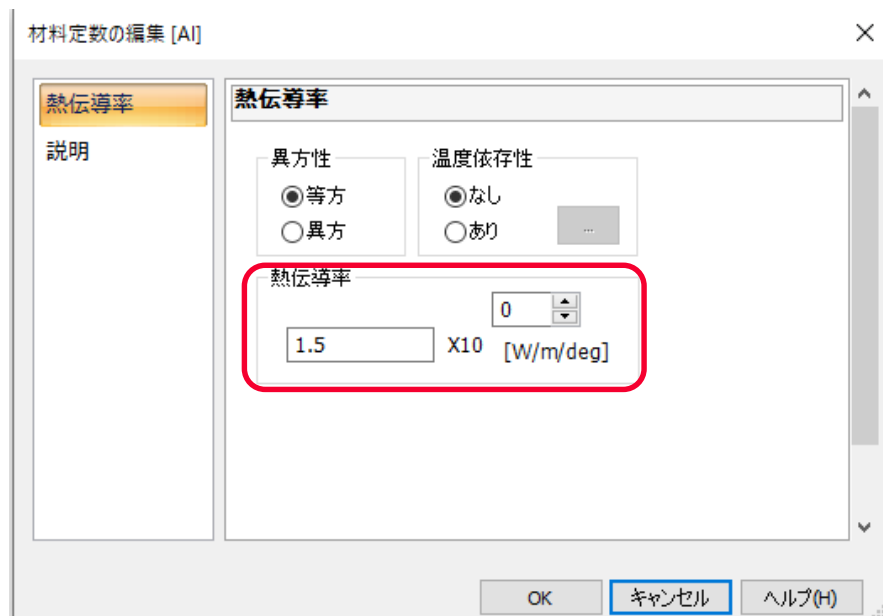 材料定数の編集 [Al]
熱伝導率
説明
熱伝導率
異方性
等方
異方
温度依存性
なし
あり
...
熱伝導率
1.5
X10
0
[W/m/deg]
OK
キャンセル
ヘルプ(H)